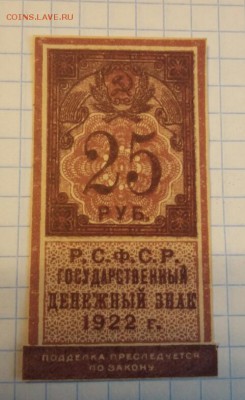 COINS.LAVE.RU
25
РУБ.
Р.С.Ф.С.Р.
ГОСУДАРСТВЕННЫЙ
ДЕНЕЖНЫЙ ЗНАК
1922 г.
ПОДДЕЛКА ПРЕСЛЕДУЕТСЯ
ПО ЗАКОНУ